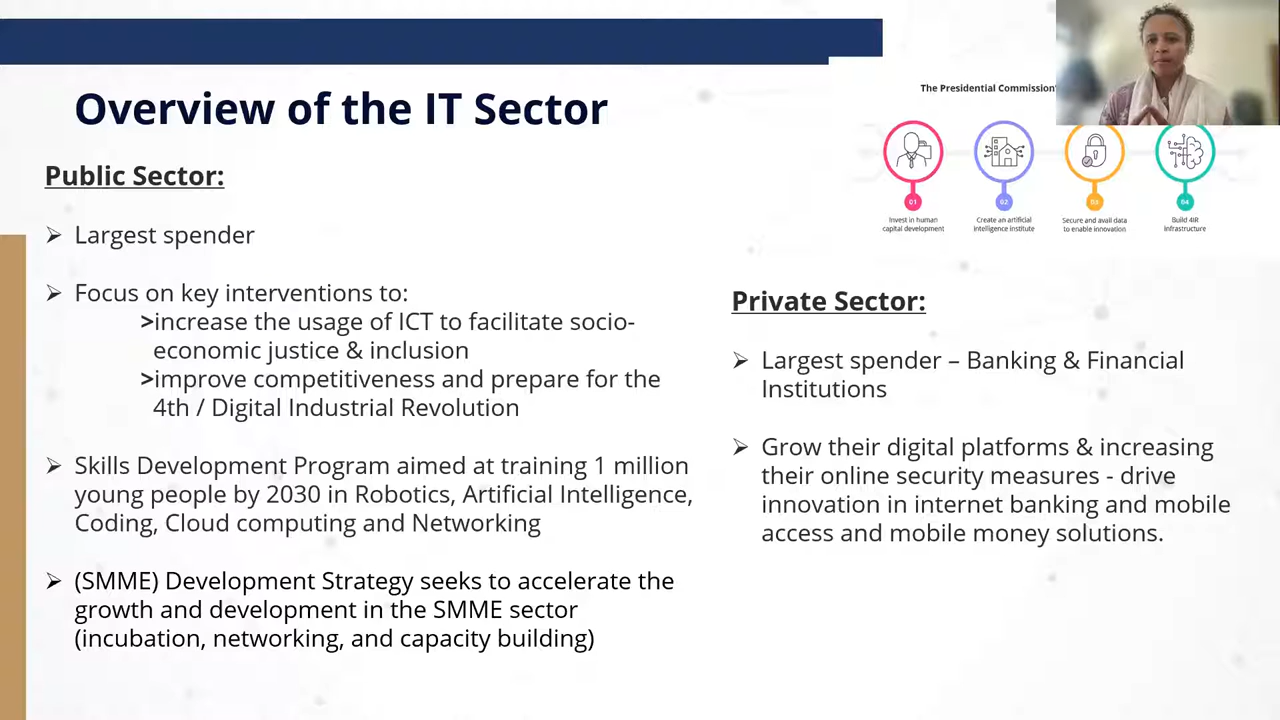 Overview of the IT Sector
Public Sector:
➢ Largest spender
➢ Focus on key interventions to:
>increase the usage of ICT to facilitate socio-
economic justice & inclusion
>improve competitiveness and prepare for the
4th / Digital Industrial Revolution
➢ Skills Development Program aimed at training 1 million
young people by 2030 in Robotics, Artificial Intelligence,
Coding, Cloud computing and Networking
➢ (SMME) Development Strategy seeks to accelerate the
growth and development in the SMME sector
(incubation, networking, and capacity building)
The Presidential Commission'
01
02
03
04
Invest in human
capital development
Create an artificial
intelligence institute
Secure and avail data
to enable innovation
Build 4IR
infrastructure
Private Sector:
➢ Largest spender – Banking & Financial
Institutions
➢ Grow their digital platforms & increasing
their online security measures - drive
innovation in internet banking and mobile
access and mobile money solutions.